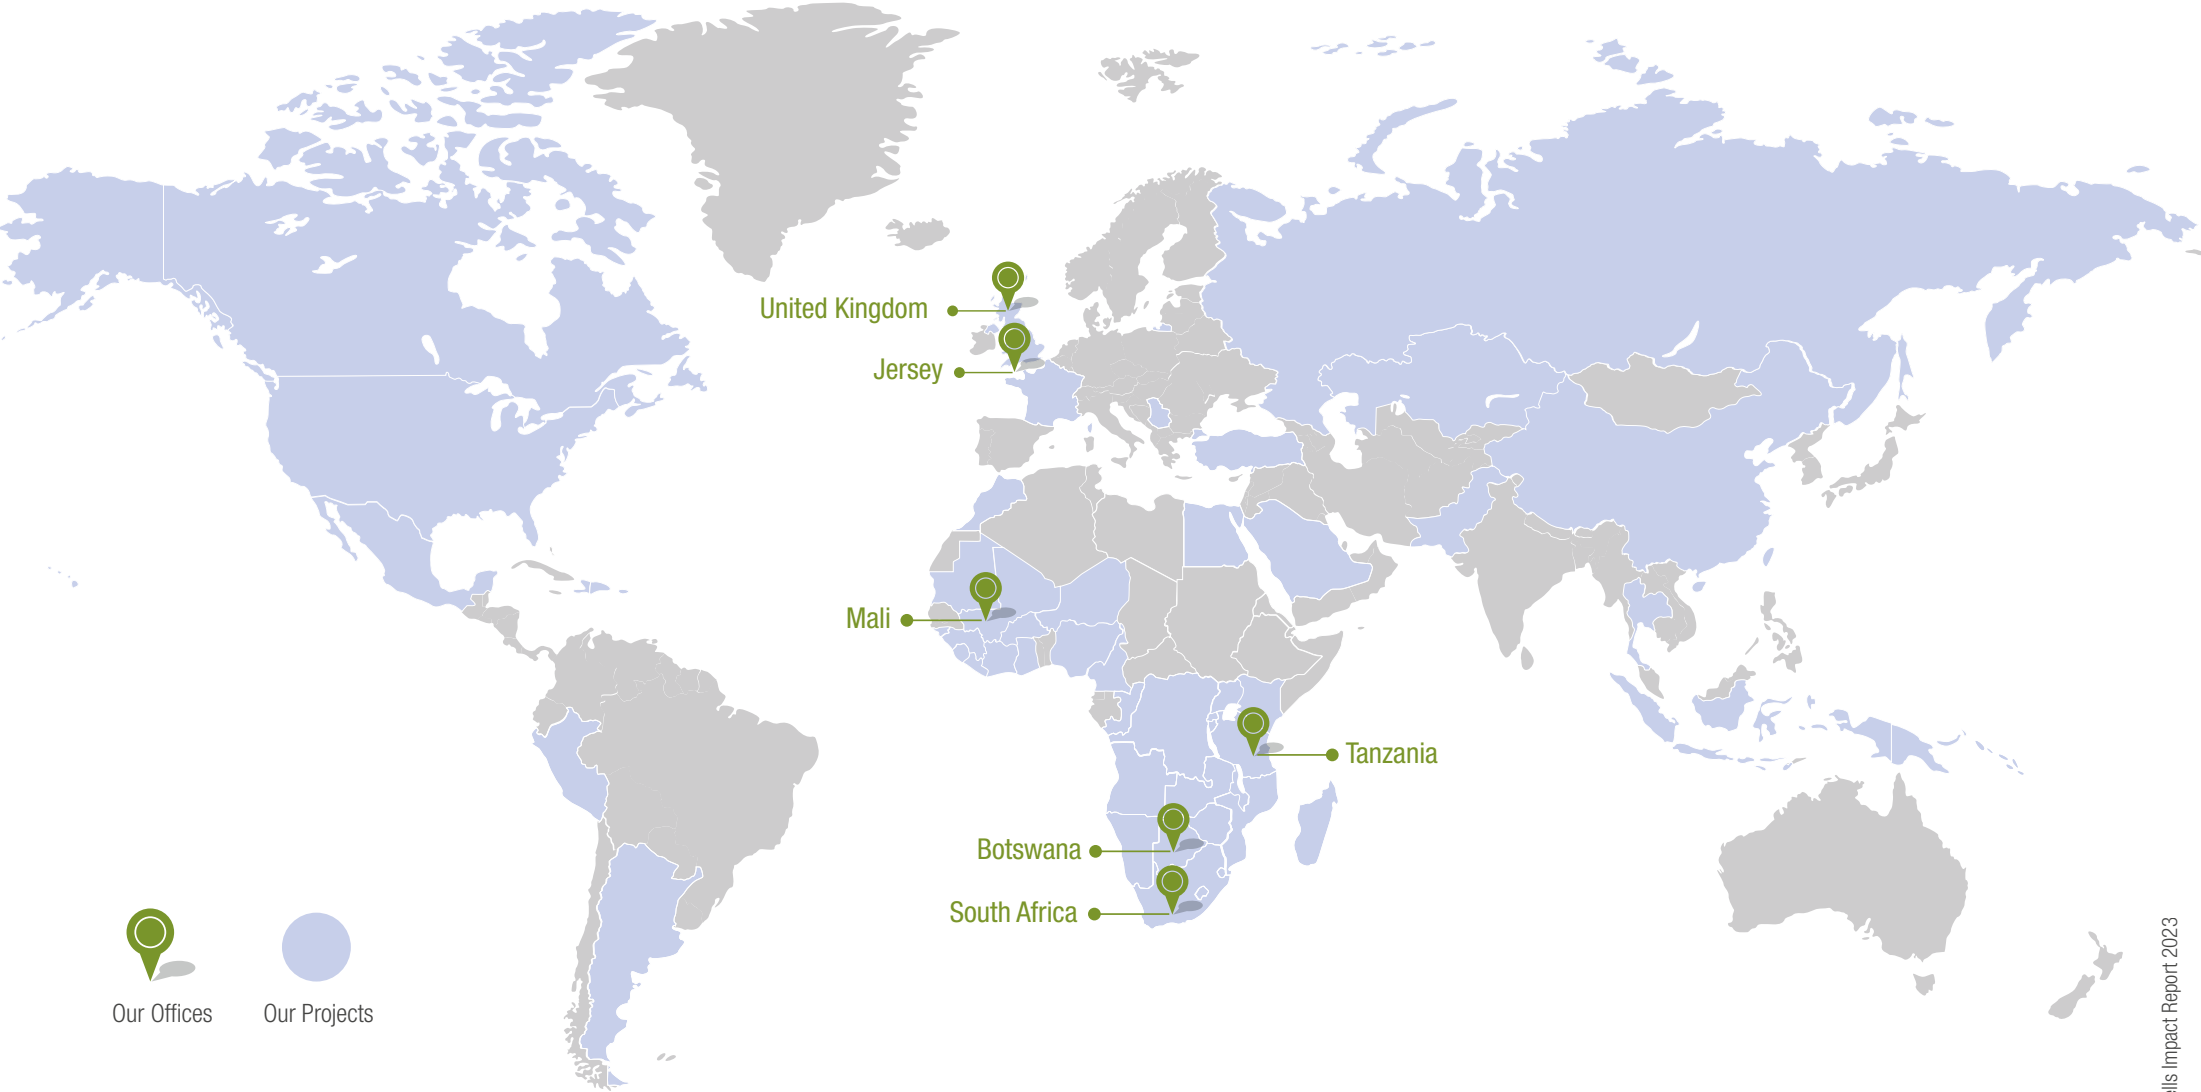 United Kingdom
Jersey
Mali
Tanzania
Botswana
South Africa
Our Offices
Our Projects
Impact Report 2023